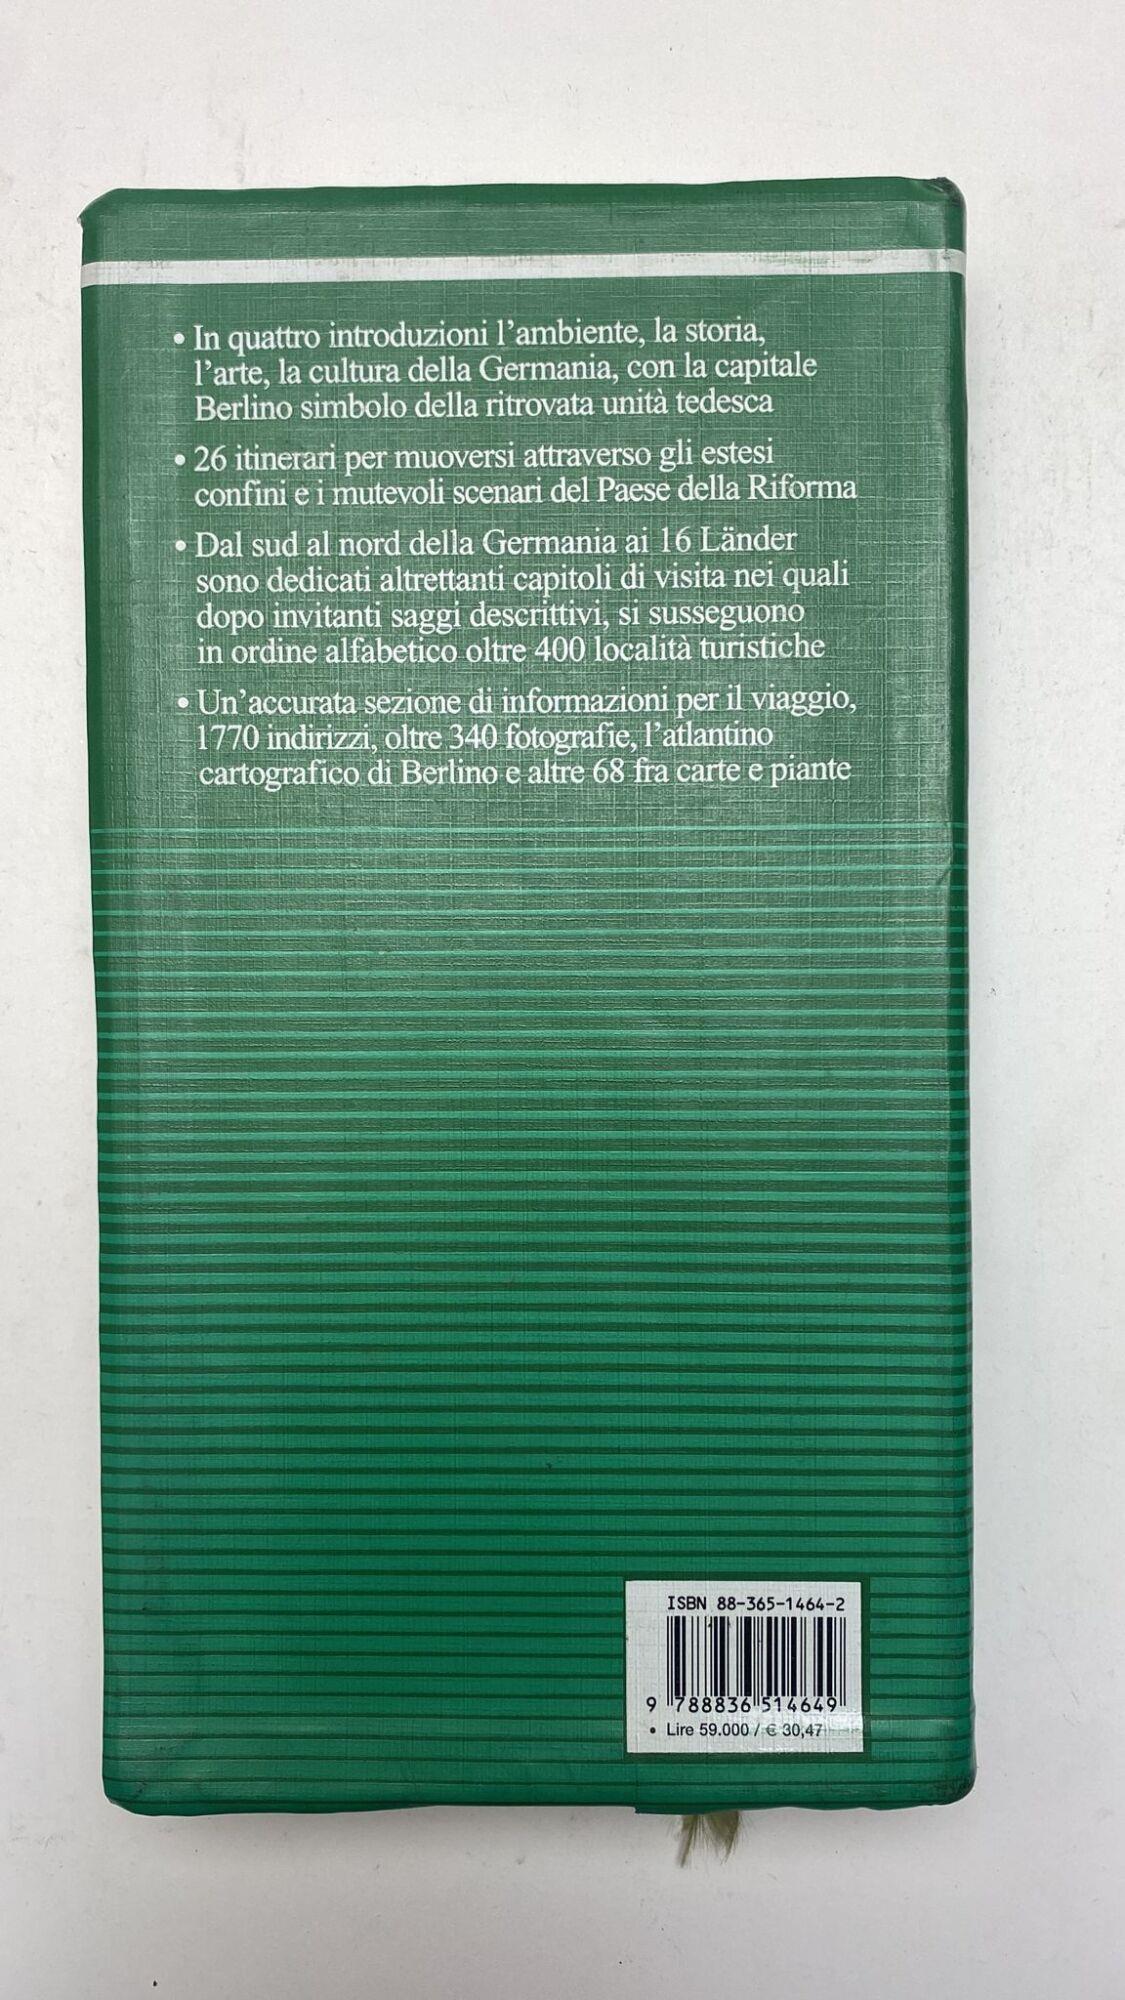 • In quattro introduzioni l'ambiente, la storia,
l'arte, la cultura della Germania, con la capitale
Berlino simbolo della ritrovata unità tedesca
• 26 itinerari per muoversi attraverso gli estesi
confini e i mutevoli scenari del Paese della Riforma
• Dal sud al nord della Germania ai 16 Länder
sono dedicati altrettanti capitoli di visita nei quali
dopo invitanti saggi descrittivi, si susseguono
in ordine alfabetico oltre 400 località turistiche
• Un'accurata sezione di informazioni per il viaggio,
1770 indirizzi, oltre 340 fotografie, l'atlantino
cartografico di Berlino e altre 68 fra carte e piante
ISBN 88-365-1464-2
9 788836 514649
• Lire 59.000 / € 30,47